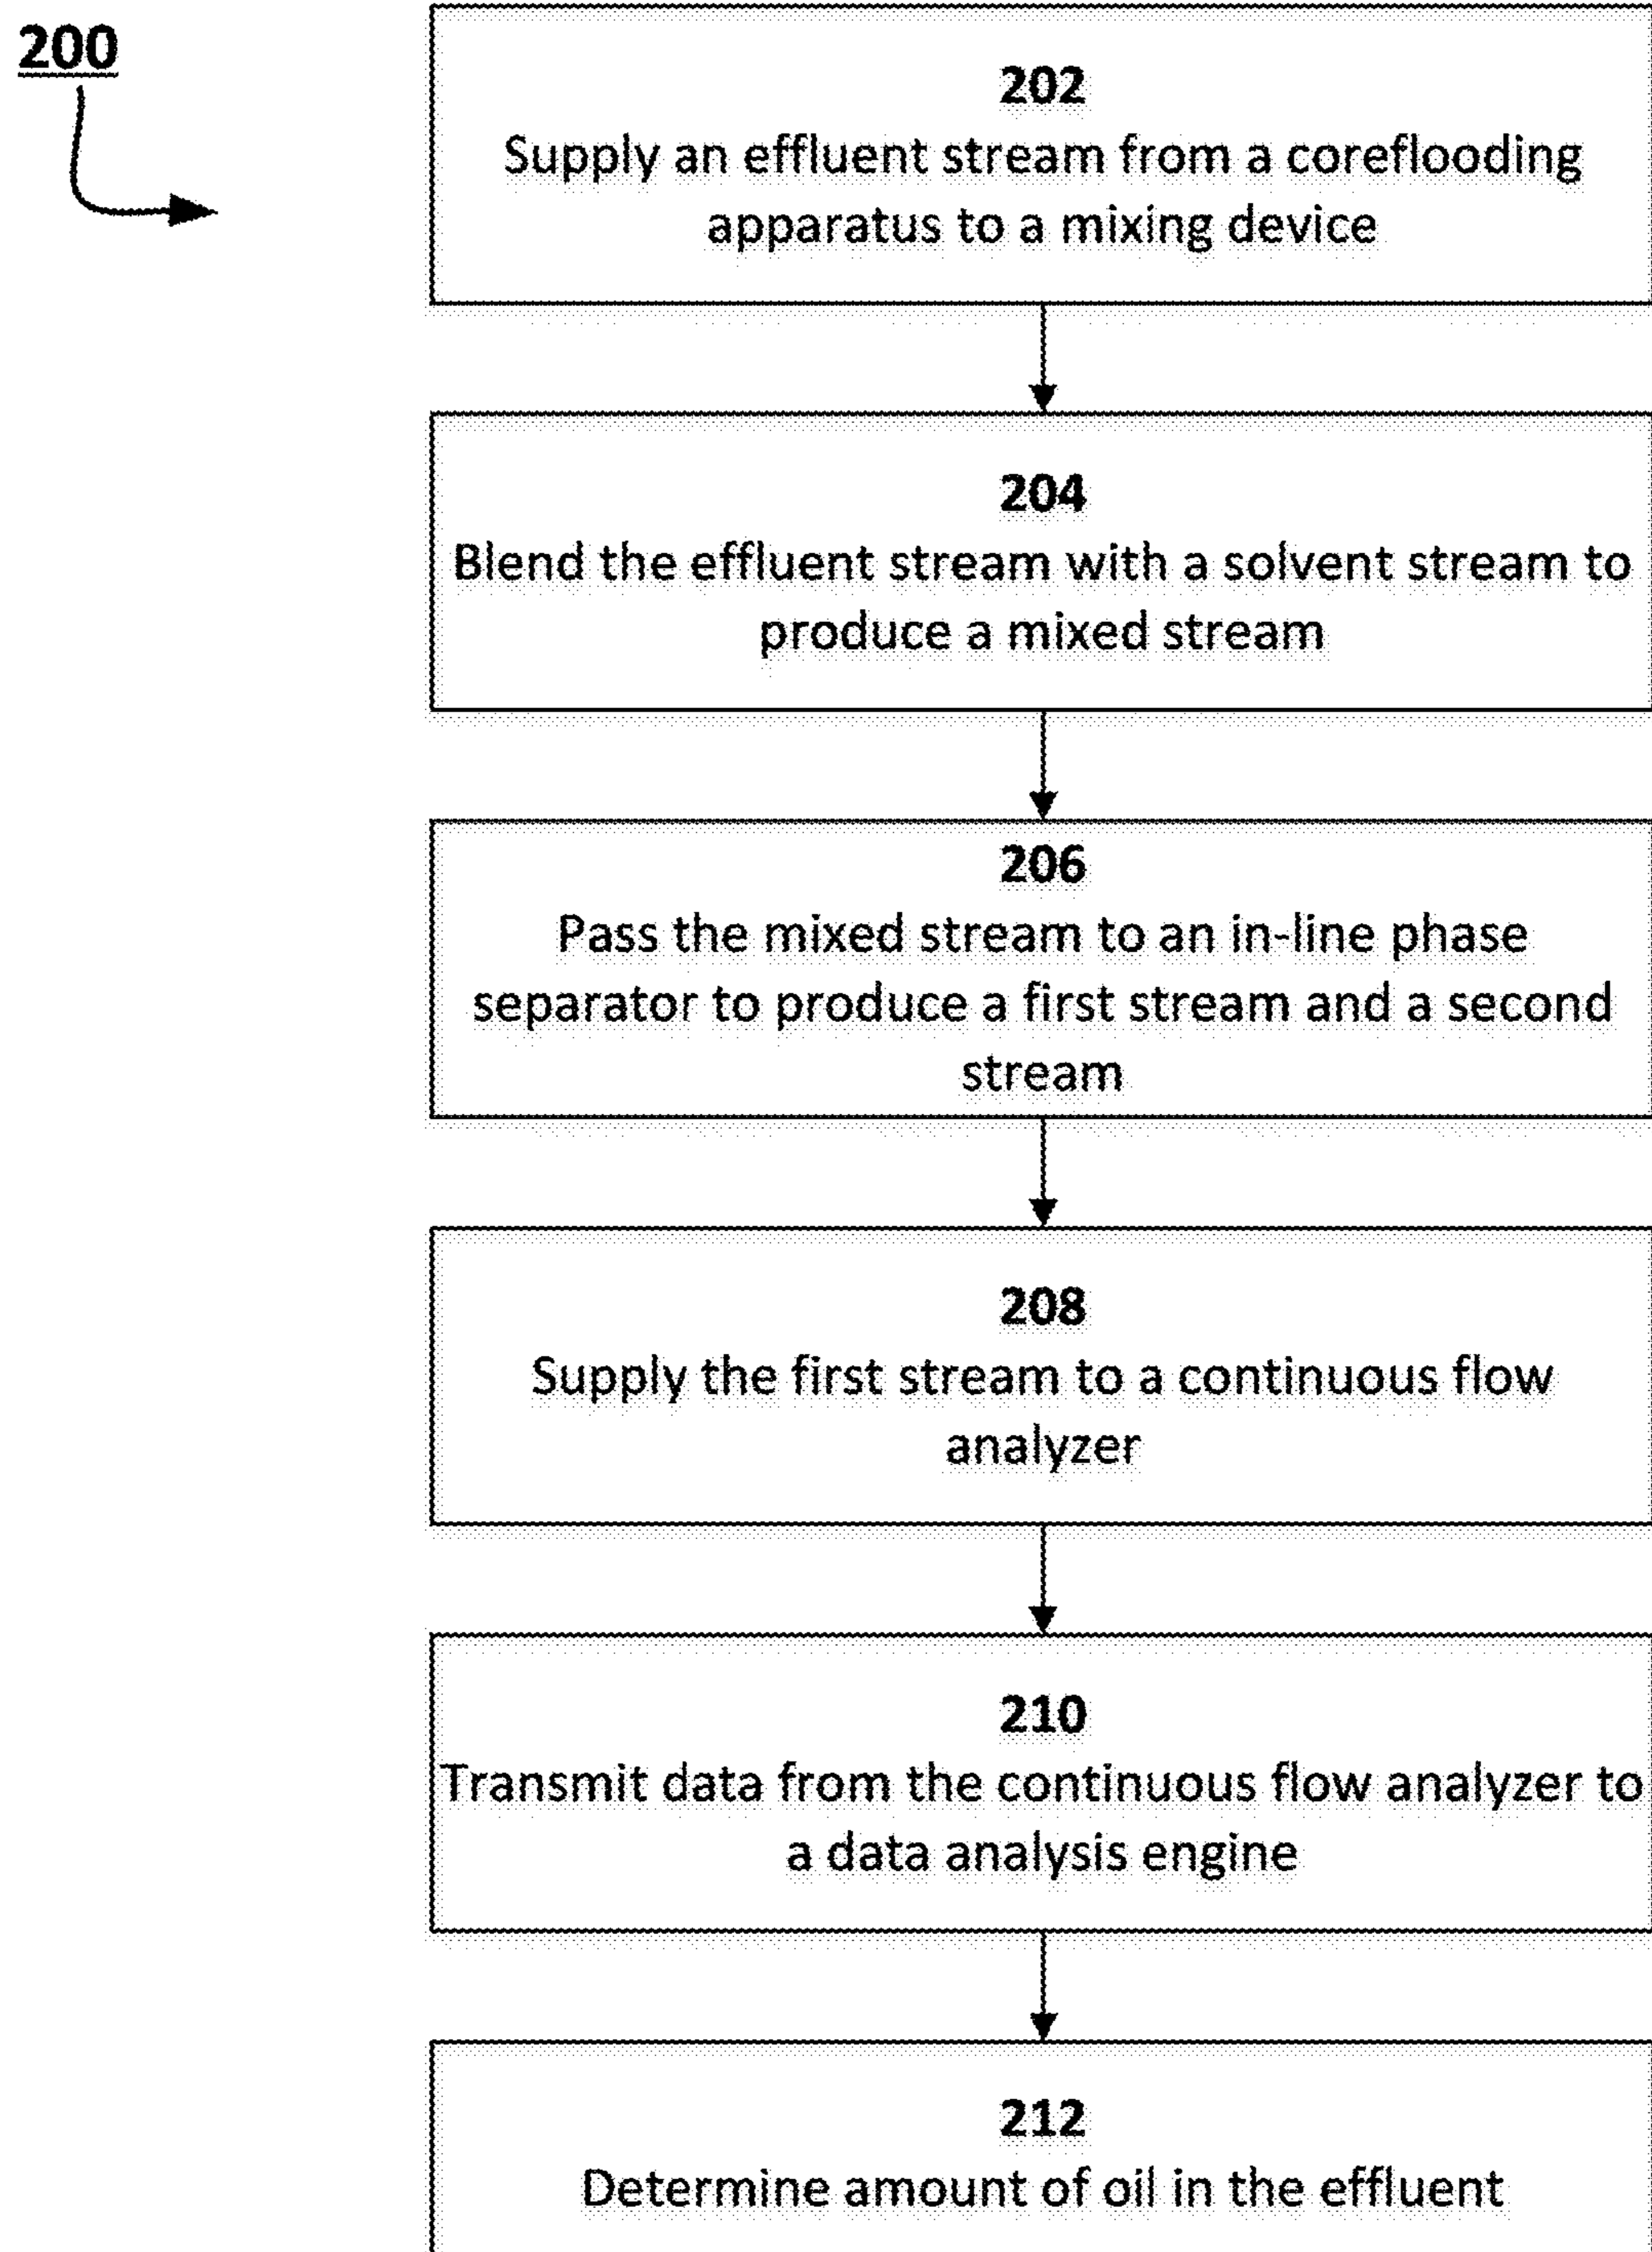 200
202
Supply an effluent stream from a coreflooding
apparatus to a mixing device
204
Blend the effluent stream with a solvent stream to
produce a mixed stream
206
Pass the mixed stream to an in-line phase
separator to produce a first stream and a second
stream
208
Supply the first stream to a continuous flow
analyzer
210
Transmit data from the continuous flow analyzer to
a data analysis engine
212
Determine amount of oil in the effluent